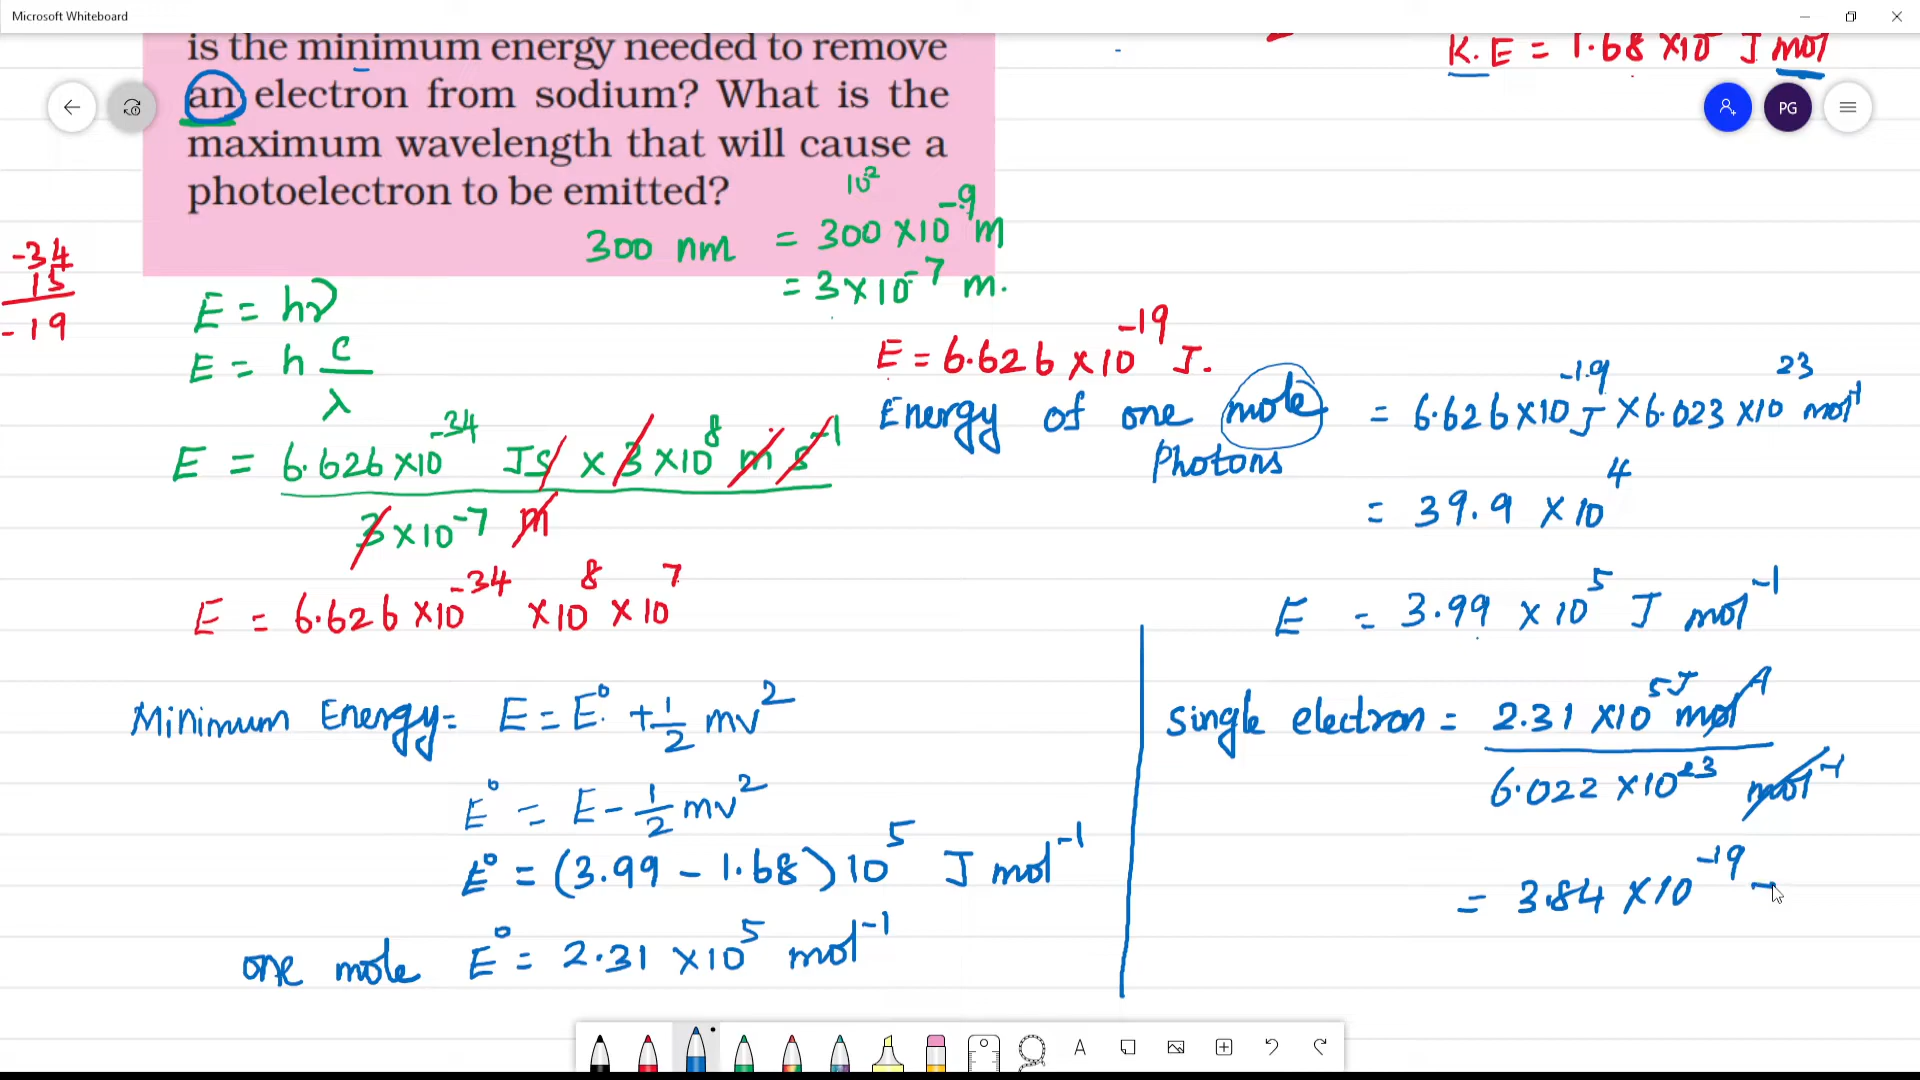 Microsoft Whiteboard
is the minimum energy needed to remove
an electron from sodium? What is the
maximum wavelength that will cause a
photoelectron to be emitted?
K.E = 1.68 ×10 J mol
PG
10²
300 nm = 300 ×10⁻⁹ m
= 3 ×10⁻⁷ m.
-34
15
-19
E = hν
E = h c/λ
E = 6.626 ×10⁻³⁴ Js × 3 ×10⁸ m s⁻¹
3 ×10⁻⁷ m
E = 6.626 ×10⁻³⁴ ×10⁸ ×10⁷
E = 6.626 ×10⁻¹⁹ J.
Energy of one mole = 6.626 ×10⁻¹⁹ J ×6.023 ×10²³ mol⁻¹
Photons
= 39.9 ×10⁴
E = 3.99 ×10⁵ J mol⁻¹
Minimum Energy = E = E⁰ + 1/2 mv²
E⁰ = E - 1/2 mv²
E⁰ = (3.99 - 1.68) 10⁵ J mol⁻¹
one mole E⁰ = 2.31 ×10⁵ mol⁻¹
single electron = 2.31 ×10⁵ J mol⁻¹
6.022 ×10²³ mol⁻¹
= 3.84 ×10⁻¹⁹
A